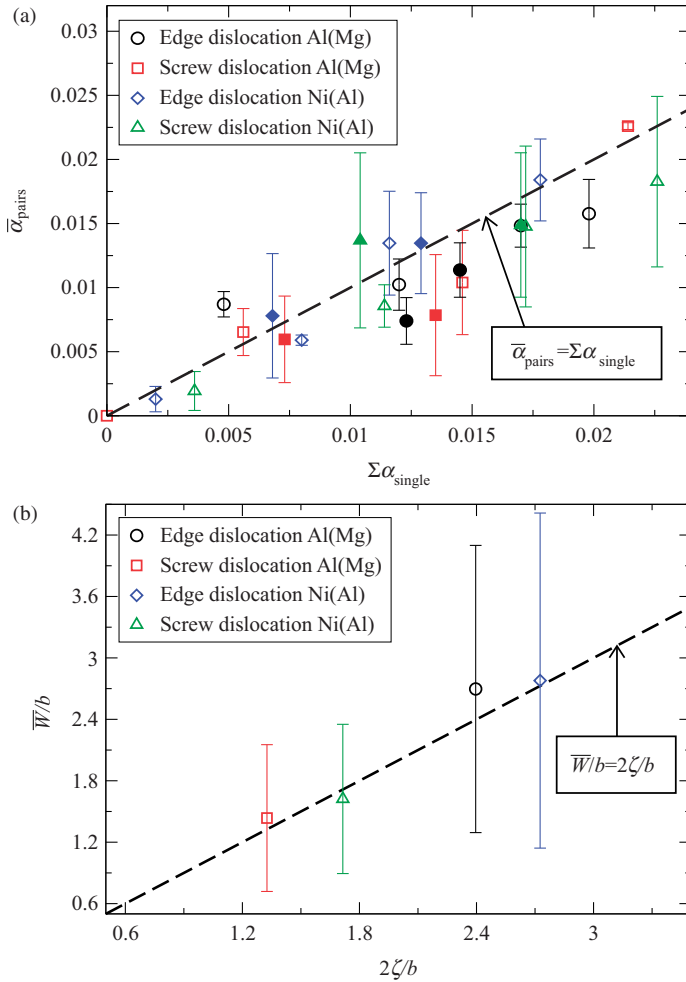 (a)
0.03
0.025
0.02
0.015
0.01
0.005
0
ᾱpairs
Edge dislocation Al(Mg)
Screw dislocation Al(Mg)
Edge dislocation Ni(Al)
Screw dislocation Ni(Al)
ᾱpairs=Σαsingle
0 0.005 0.01 0.015 0.02
Σαsingle
(b)
4.2
3.6
3
2.4
1.8
1.2
0.6
W̅/b
Edge dislocation Al(Mg)
Screw dislocation Al(Mg)
Edge dislocation Ni(Al)
Screw dislocation Ni(Al)
W̅/b=2ζ/b
0.6 1.2 1.8 2.4 3
2ζ/b